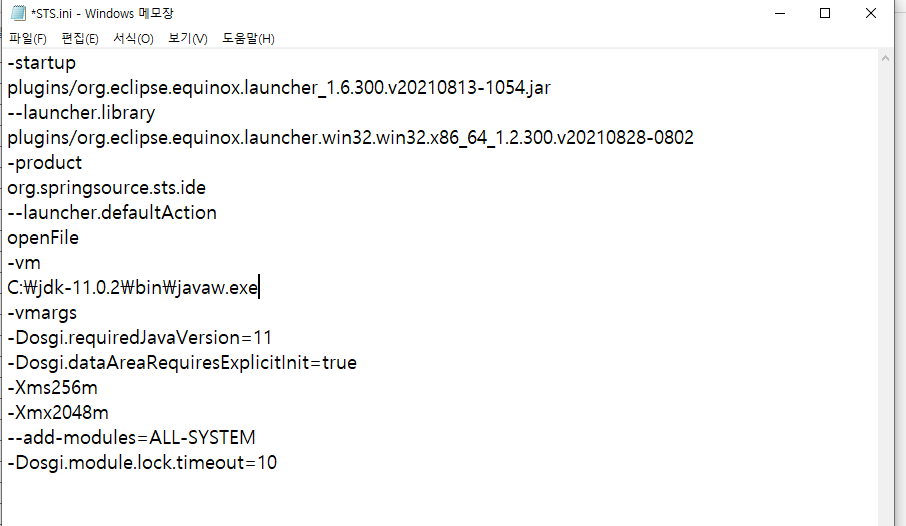 *STS.ini - Windows 메모장
파일(F) 편집(E) 서식(O) 보기(V) 도움말(H)
-startup
plugins/org.eclipse.equinox.launcher_1.6.300.v20210813-1054.jar
--launcher.library
plugins/org.eclipse.equinox.launcher.win32.win32.x86_64_1.2.300.v20210828-0802
-product
org.springsource.sts.ide
--launcher.defaultAction
openFile
-vm
C:₩jdk-11.0.2₩bin₩javaw.exe
-vmargs
-Dosgi.requiredJavaVersion=11
-Dosgi.dataAreaRequiresExplicitInit=true
-Xms256m
-Xmx2048m
--add-modules=ALL-SYSTEM
-Dosgi.module.lock.timeout=10